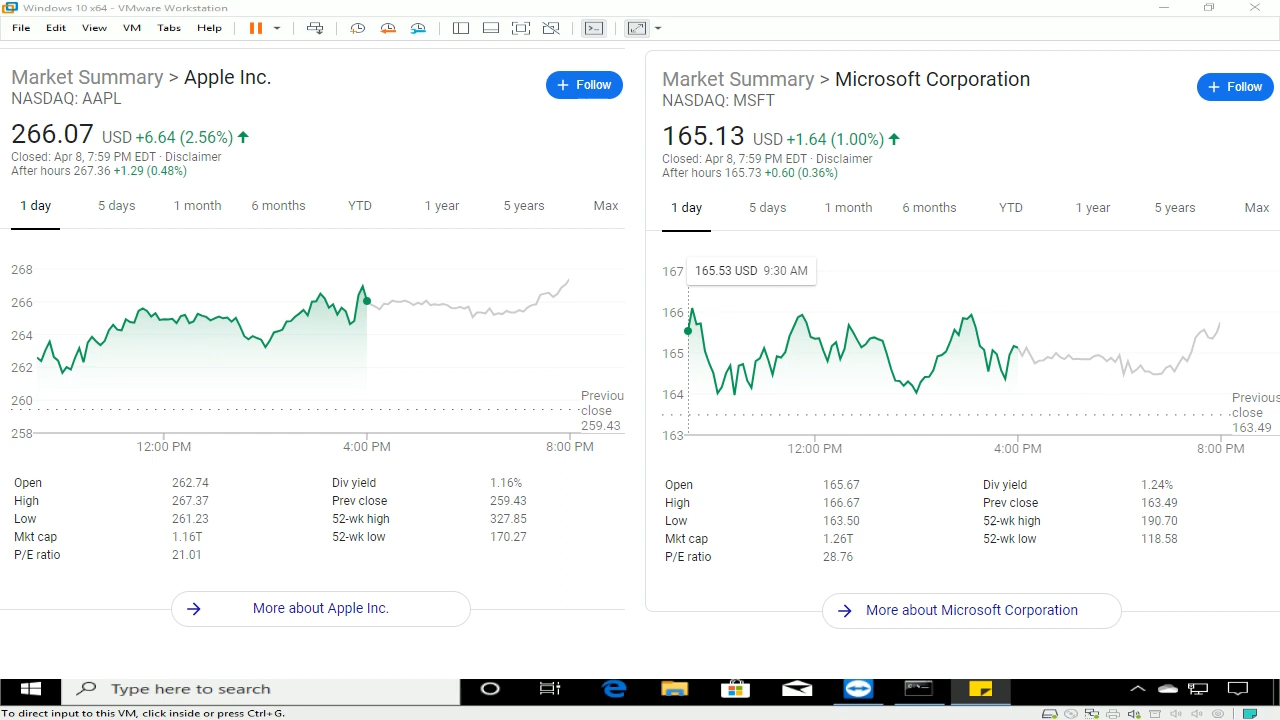 Windows 10 x64 - VMware Workstation
File Edit View VM Tabs Help
Market Summary > Apple Inc.
NASDAQ: AAPL
+ Follow
266.07 USD +6.64 (2.56%)
Closed: Apr 8, 7:59 PM EDT · Disclaimer
After hours 267.36 +1.29 (0.48%)
1 day 5 days 1 month 6 months YTD 1 year 5 years Max
268
266
264
262
260
258
Previou
close
259.43
12:00 PM 4:00 PM 8:00 PM
Open 262.74 Div yield 1.16%
High 267.37 Prev close 259.43
Low 261.23 52-wk high 327.85
Mkt cap 1.16T 52-wk low 170.27
P/E ratio 21.01
More about Apple Inc.
Market Summary > Microsoft Corporation
NASDAQ: MSFT
+ Follow
165.13 USD +1.64 (1.00%)
Closed: Apr 8, 7:59 PM EDT · Disclaimer
After hours 165.73 +0.60 (0.36%)
1 day 5 days 1 month 6 months YTD 1 year 5 years Max
165.53 USD 9:30 AM
167
166
165
164
163
Previous
close
163.49
12:00 PM 4:00 PM 8:00 PM
Open 165.67 Div yield 1.24%
High 166.67 Prev close 163.49
Low 163.50 52-wk high 190.70
Mkt cap 1.26T 52-wk low 118.58
P/E ratio 28.76
More about Microsoft Corporation
Type here to search
To direct input to this VM, click inside or press Ctrl+G.